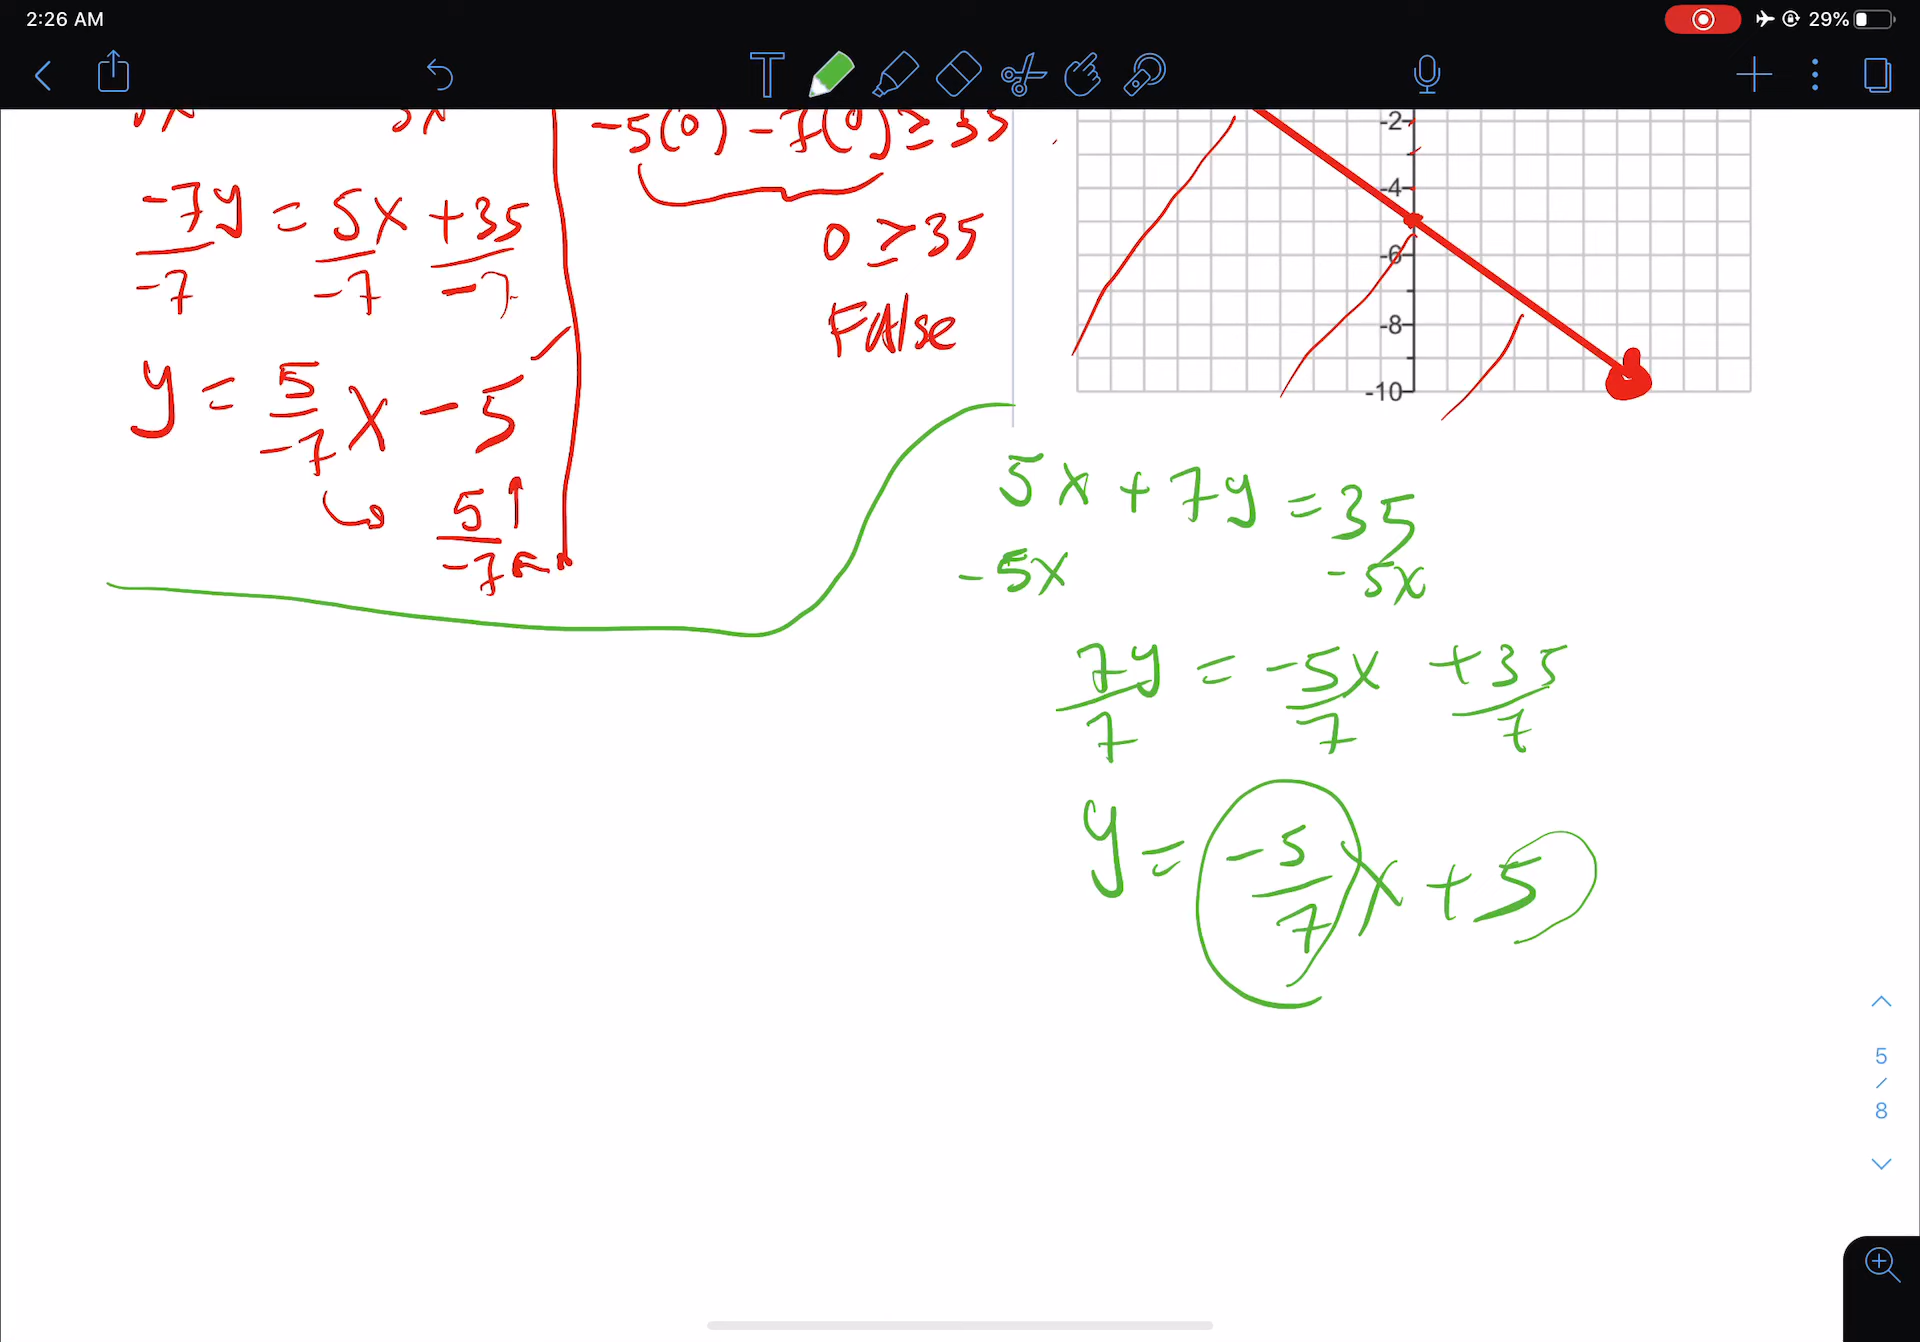 2:26 AM
29%
-5(0) - 7(0) ≥ 35
-7y = 5x + 35
-7 -7 -7
0 ≥ 35
False
y = 5/-7 x - 5
5↑
-7←
-2
-4
-6
-8
-10
5x + 7y = 35
-5x -5x
7y = -5x + 35
7 7 7
y = -5/7 x + 5
5
/
8